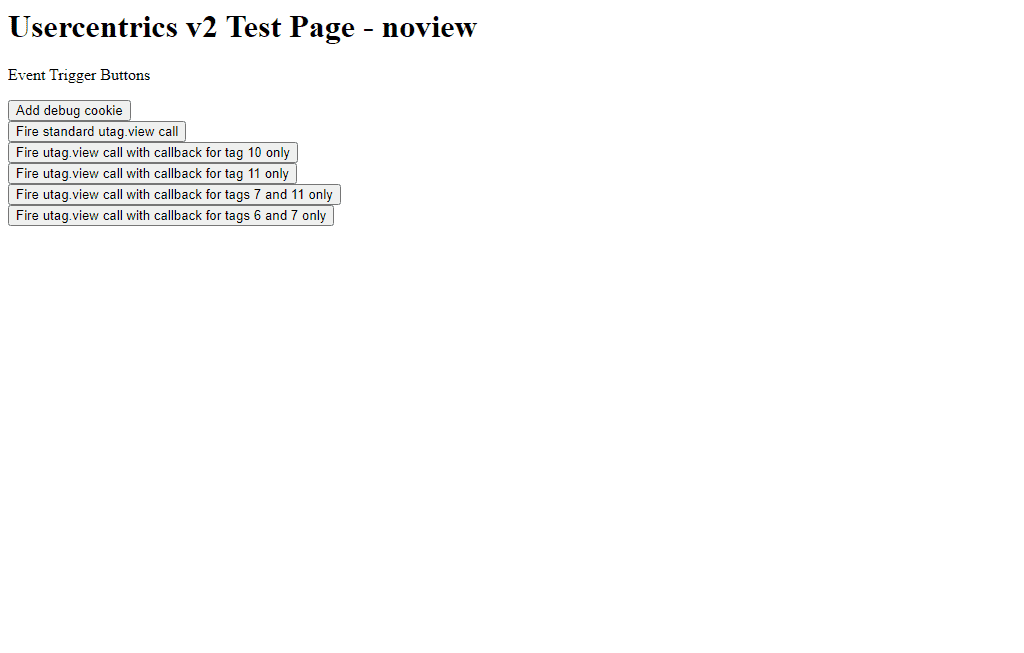 Usercentrics v2 Test Page - noview
Event Trigger Buttons
Add debug cookie
Fire standard utag.view call
Fire utag.view call with callback for tag 10 only
Fire utag.view call with callback for tag 11 only
Fire utag.view call with callback for tags 7 and 11 only
Fire utag.view call with callback for tags 6 and 7 only